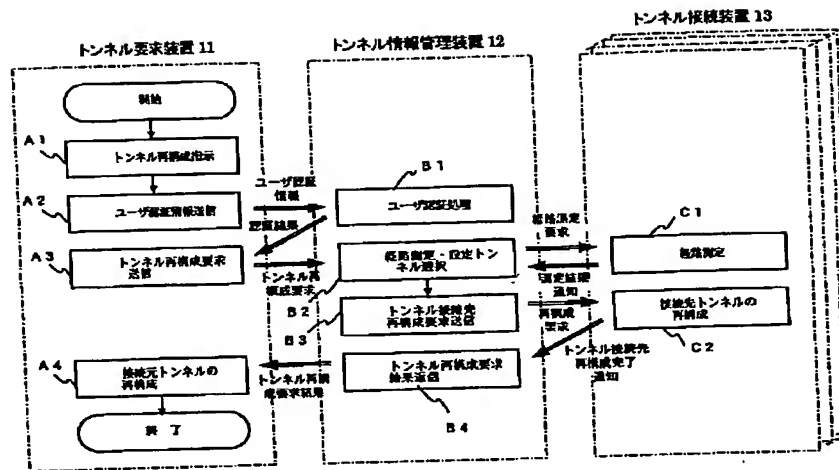 トンネル要求装置 11
トンネル情報管理装置 12
トンネル接続装置 13
開始
A1
トンネル再構成指示
A2
ユーザ認証情報送信
ユーザ認証
情報
B1
ユーザ認証処理
認証結果
A3
トンネル再構成要求
送信
トンネル再
構成要求
経路測定・設定トン
ネル選択
B2
経路測定
要求
C1
経路測定
測定結果
通知
トンネル接続先
再構成要求送信
B3
再構成
要求
接続先トンネルの
再構成
C2
トンネル接続先
再構成完了
通知
トンネル再構成要求
結果返信
B4
トンネル再構
成要求結果
A4
接続元トンネルの
再構成
終了